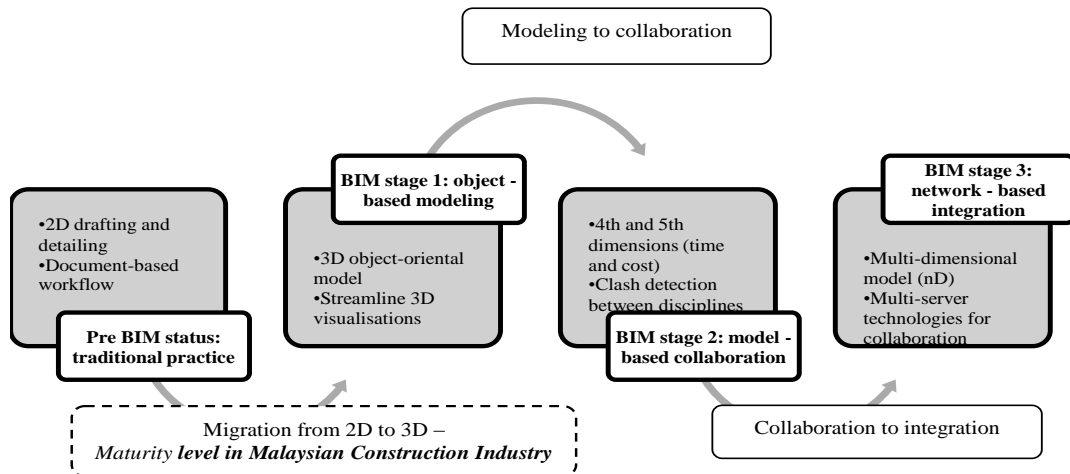 Modeling to collaboration
•2D drafting and
detailing
•Document-based
workflow
Pre BIM status:
traditional practice
BIM stage 1: object -
based modeling
•3D object-oriental
model
•Streamline 3D
visualisations
•4th and 5th
dimensions (time
and cost)
•Clash detection
between disciplines
BIM stage 2: model -
based collaboration
BIM stage 3:
network - based
integration
•Multi-dimensional
model (nD)
•Multi-server
technologies for
collaboration
Migration from 2D to 3D –
Maturity level in Malaysian Construction Industry
Collaboration to integration